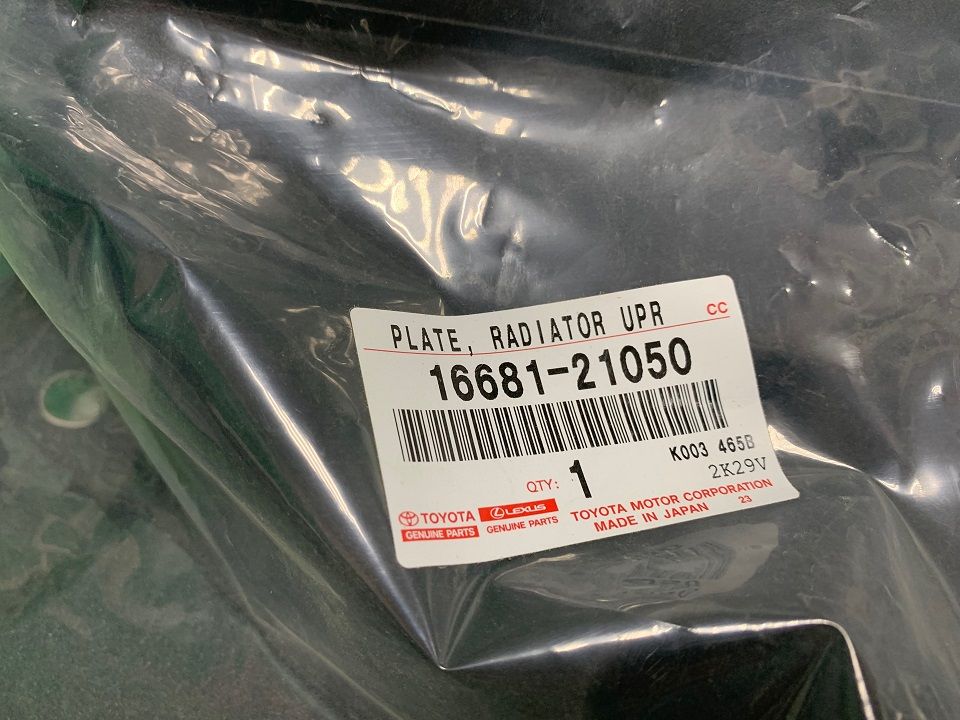 PLATE, RADIATOR UPR CC
16681-21050
K003 465B
QTY: 1 2K29V
TOYOTA LEXUS TOYOTA MOTOR CORPORATION
GENUINE PARTS GENUINE PARTS MADE IN JAPAN 23